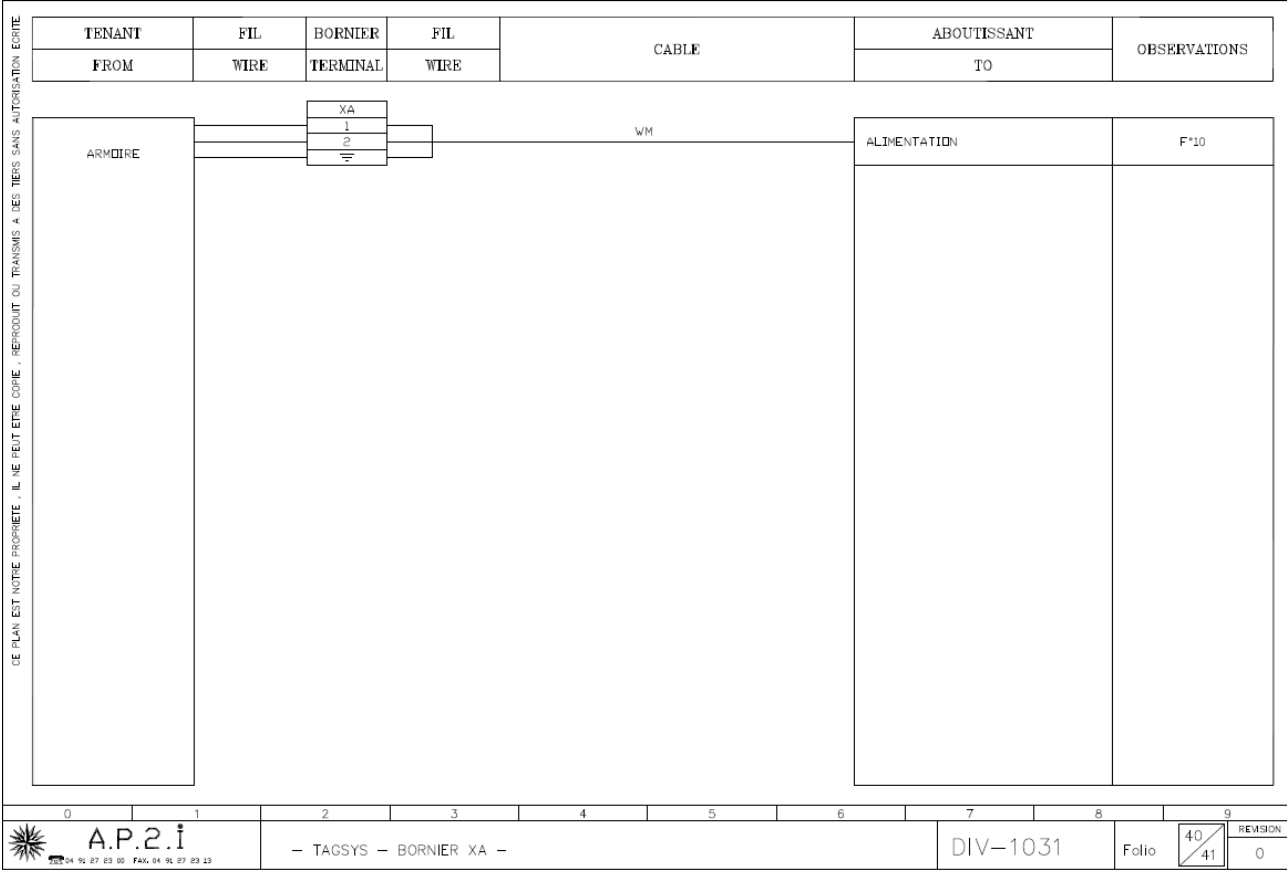 CE PLAN EST NOTRE PROPRIETE , IL NE PEUT ETRE COPIE , REPRODUIT OU TRANSMIS A DES TIERS SANS AUTORISATION ECRITE.
TENANT FIL BORNIER FIL CABLE ABOUTISSANT OBSERVATIONS
FROM WIRE TERMINAL WIRE TO
XA
1
2
ARMOIRE
WM
ALIMENTATION
F°10
0 1 2 3 4 5 6 7 8 9
A.P.2.i
04 91 27 23 00 FAX. 04 91 27 23 13
– TAGSYS – BORNIER XA –
DIV–1031
Folio
40/41
REVISION
0